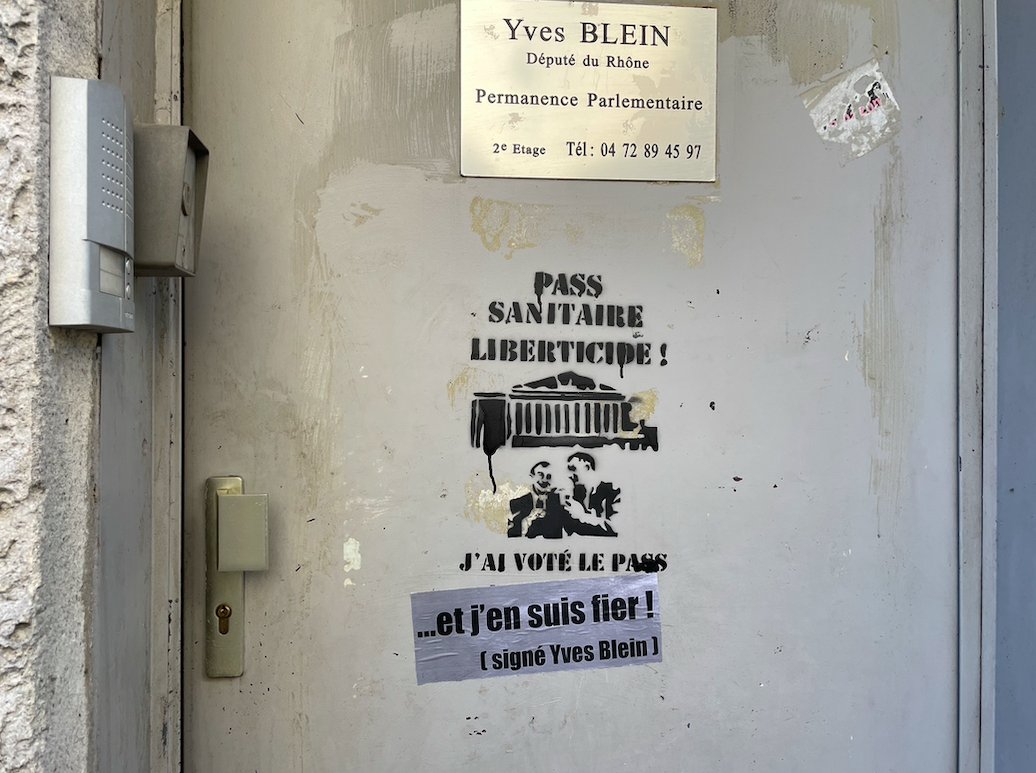 Yves BLEIN
Député du Rhône
Permanence Parlementaire
2e Etage Tél: 04 72 89 45 97
PASS
SANITAIRE
LIBERTICIDE !
J'AI VOTÉ LE PASS
...et j'en suis fier !
( signé Yves Blein )